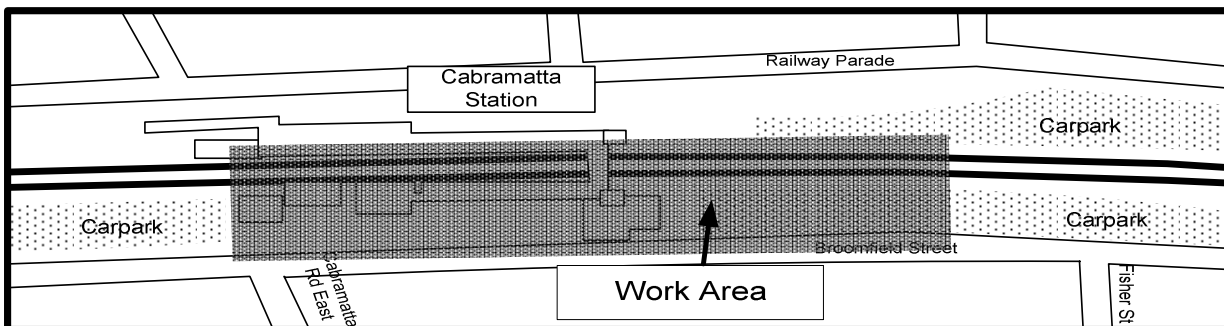 Railway Parade
Cabramatta
Station
Carpark
Carpark
Carpark
Broomfield Street
Cabramatta
Rd East
Fisher St
Work Area